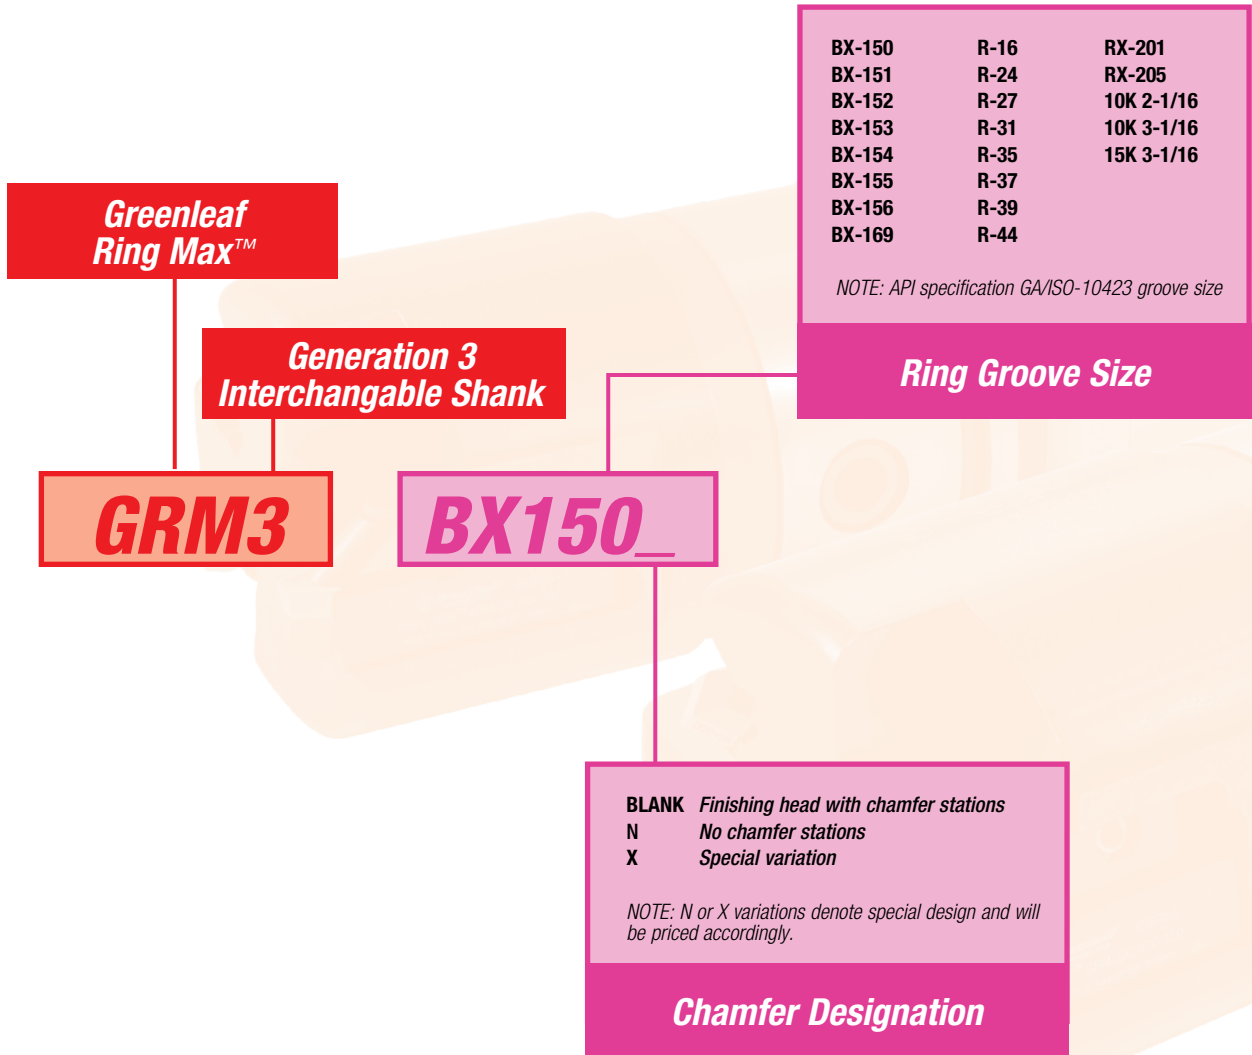 BX-150 R-16 RX-201
BX-151 R-24 RX-205
BX-152 R-27 10K 2-1/16
BX-153 R-31 10K 3-1/16
BX-154 R-35 15K 3-1/16
BX-155 R-37
BX-156 R-39
BX-169 R-44
NOTE: API specification GA/ISO-10423 groove size
Ring Groove Size
Greenleaf
Ring Max™
Generation 3
Interchangable Shank
GRM3 BX150_
BLANK Finishing head with chamfer stations
N No chamfer stations
X Special variation
NOTE: N or X variations denote special design and will
be priced accordingly.
Chamfer Designation